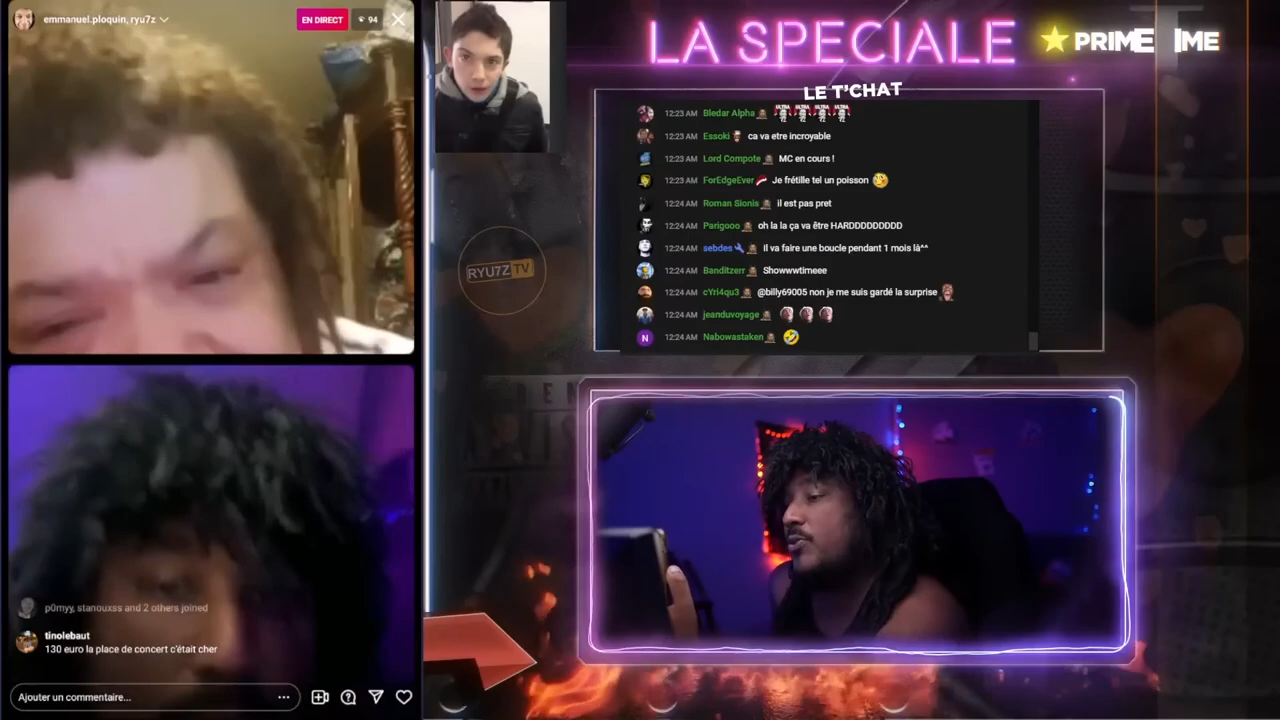 emmanuel.ploquin, ryu7z
EN DIRECT
94
LA SPECIALE
PRIME TIME
LE T'CHAT
12:23 AM Bledar Alpha
12:23 AM Essoki ca va etre incroyable
12:23 AM Lord Compote MC en cours !
12:23 AM ForEdgeEver Je frétille tel un poisson
12:24 AM Roman Sionis il est pas pret
12:24 AM Parigooo oh la la ça va être HARDDDDDDDDD
12:24 AM sebdes Il va faire une boucle pendant 1 mois là^^
12:24 AM Banditzerr Showwwtimeee
12:24 AM cYri4qu3 @billy69005 non je me suis gardé la surprise
12:24 AM jeanduvoyage
N 12:24 AM Nabowastaken
RYU7Z TV
p0myy, stanouxss and 2 others joined
tinolebaut
130 euro la place de concert c'était cher
Ajouter un commentaire...